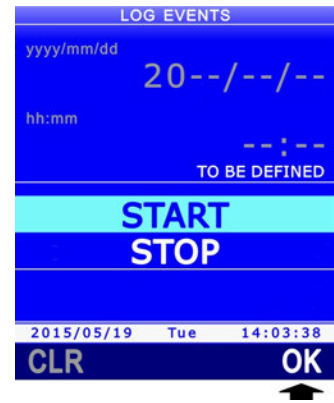 LOG EVENTS
yyyy/mm/dd
20--/--/--
hh:mm
--:--
TO BE DEFINED
START
STOP
2015/05/19 Tue 14:03:38
CLR OK